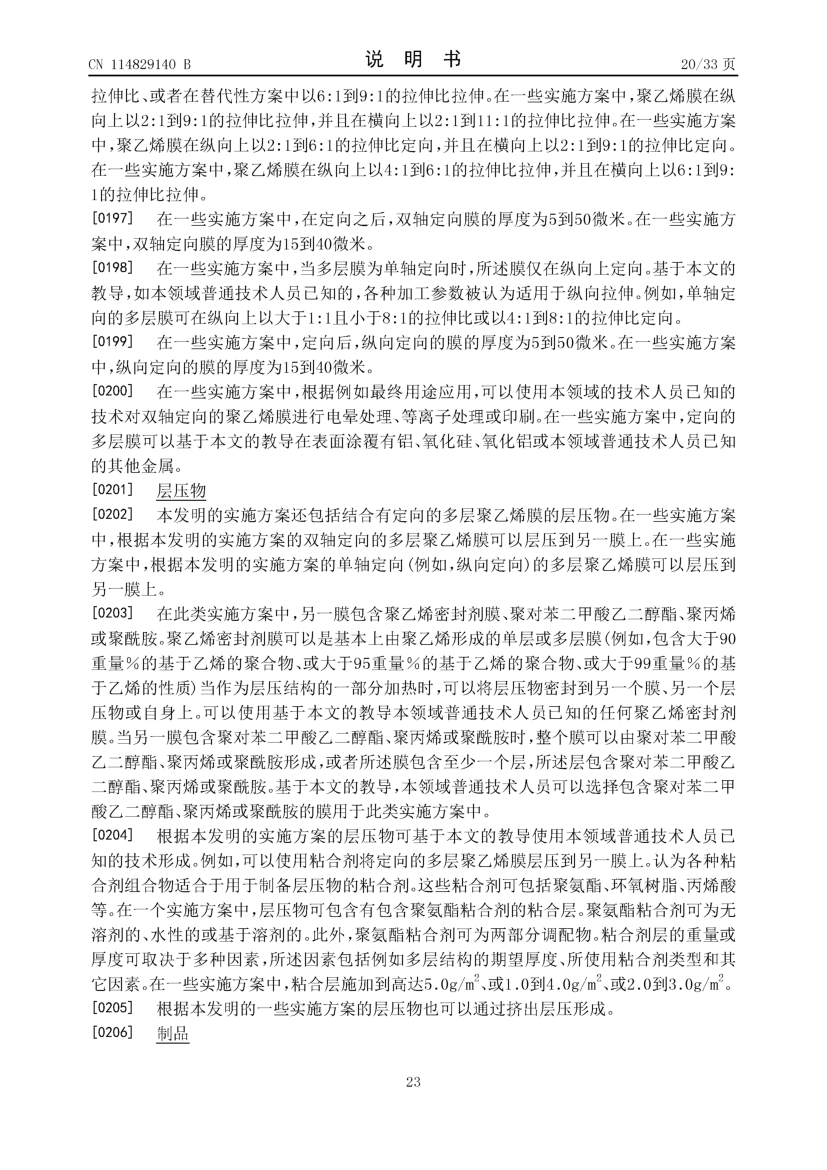 CN 114829140 B
说 明 书
20/33 页
拉伸比、或者在替代性方案中以6:1到9:1的拉伸比拉伸。在一些实施方案中,聚乙烯膜在纵
向上以2:1到9:1的拉伸比拉伸,并且在横向上以2:1到11:1的拉伸比拉伸。在一些实施方案
中,聚乙烯膜在纵向上以2:1到6:1的拉伸比定向,并且在横向上以2:1到9:1的拉伸比定向。
在一些实施方案中,聚乙烯膜在纵向上以4:1到6:1的拉伸比拉伸,并且在横向上以6:1到9:
1的拉伸比拉伸。
[0197] 在一些实施方案中,在定向之后,双轴定向膜的厚度为5到50微米。在一些实施方
案中,双轴定向膜的厚度为15到40微米。
[0198] 在一些实施方案中,当多层膜为单轴定向时,所述膜仅在纵向上定向。基于本文的
教导,如本领域普通技术人员已知的,各种加工参数被认为适用于纵向拉伸。例如,单轴定
向的多层膜可在纵向上以大于1:1且小于8:1的拉伸比或以4:1到8:1的拉伸比定向。
[0199] 在一些实施方案中,定向后,纵向定向的膜的厚度为5到50微米。在一些实施方案
中,纵向定向的膜的厚度为15到40微米。
[0200] 在一些实施方案中,根据例如最终用途应用,可以使用本领域的技术人员已知的
技术对双轴定向的聚乙烯膜进行电晕处理、等离子处理或印刷。在一些实施方案中,定向的
多层膜可以基于本文的教导在表面涂覆有铝、氧化硅、氧化铝或本领域普通技术人员已知
的其他金属。
[0201] 层压物
[0202] 本发明的实施方案还包括结合有定向的多层聚乙烯膜的层压物。在一些实施方案
中,根据本发明的实施方案的双轴定向的多层聚乙烯膜可以层压到另一膜上。在一些实施
方案中,根据本发明的实施方案的单轴定向(例如,纵向定向)的多层聚乙烯膜可以层压到
另一膜上。
[0203] 在此类实施方案中,另一膜包含聚乙烯密封剂膜、聚对苯二甲酸乙二醇酯、聚丙烯
或聚酰胺。聚乙烯密封剂膜可以是基本上由聚乙烯形成的单层或多层膜(例如,包含大于90
重量%的基于乙烯的聚合物、或大于95重量%的基于乙烯的聚合物、或大于99重量%的基
于乙烯的性质)当作为层压结构的一部分加热时,可以将层压物密封到另一个膜、另一个层
压物或自身上。可以使用基于本文的教导本领域普通技术人员已知的任何聚乙烯密封剂
膜。当另一膜包含聚对苯二甲酸乙二醇酯、聚丙烯或聚酰胺时,整个膜可以由聚对苯二甲酸
乙二醇酯、聚丙烯或聚酰胺形成,或者所述膜包含至少一个层,所述层包含聚对苯二甲酸乙
二醇酯、聚丙烯或聚酰胺。基于本文的教导,本领域普通技术人员可以选择包含聚对苯二甲
酸乙二醇酯、聚丙烯或聚酰胺的膜用于此类实施方案中。
[0204] 根据本发明的实施方案的层压物可基于本文的教导使用本领域普通技术人员已
知的技术形成。例如,可以使用粘合剂将定向的多层聚乙烯膜层压到另一膜上。认为各种粘
合剂组合物适合于用于制备层压物的粘合剂。这些粘合剂可包括聚氨酯、环氧树脂、丙烯酸
等。在一个实施方案中,层压物可包含有包含聚氨酯粘合剂的粘合层。聚氨酯粘合剂可为无
溶剂的、水性的或基于溶剂的。此外,聚氨酯粘合剂可为两部分调配物。粘合剂层的重量或
厚度可取决于多种因素,所述因素包括例如多层结构的期望厚度、所使用粘合剂类型和其
它因素。在一些实施方案中,粘合层施加到高达5.0g/m²、或1.0到4.0g/m²、或2.0到3.0g/m²。
[0205] 根据本发明的一些实施方案的层压物也可以通过挤出层压形成。
[0206] 制品
23